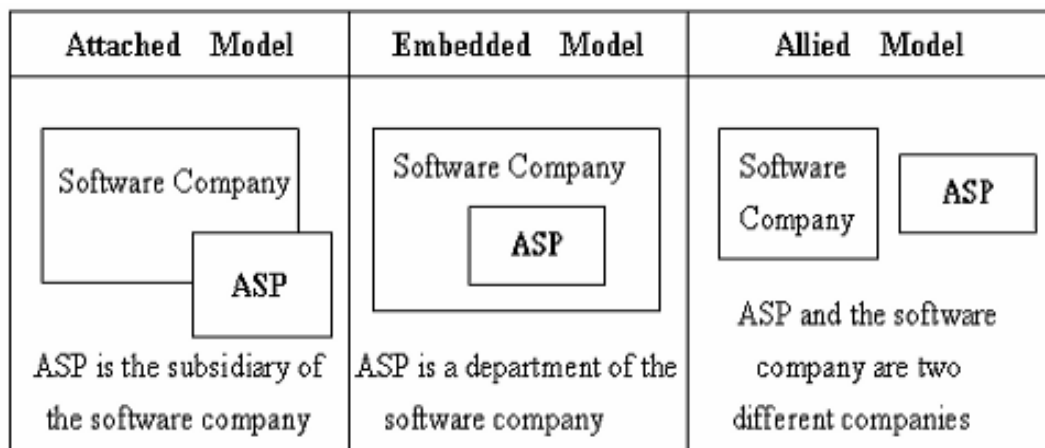 Attached Model
Embedded Model
Allied Model
Software Company
ASP
ASP is the subsidiary of
the software company
Software Company
ASP
ASP is a department of the
software company
Software
Company
ASP
ASP and the software
company are two
different companies